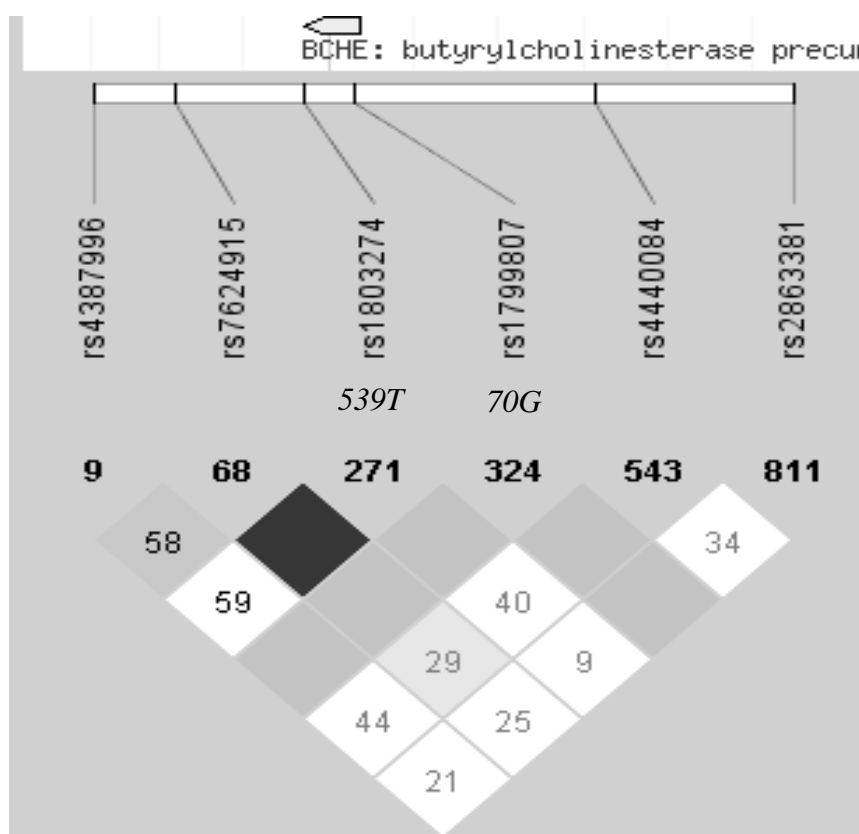 BCHE: butyrylcholinesterase precur
rs4387996 rs7624915 rs1803274 rs1799807 rs4440084 rs2863381
539T 70G
9 68 271 324 543 811
58 34
59 40
29 9
44 25
21